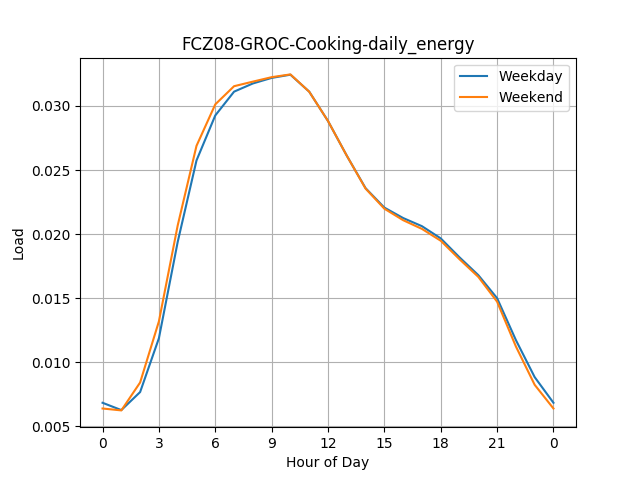 FCZ08-GROC-Cooking-daily_energy
Weekday
Weekend
Load
0.030
0.025
0.020
0.015
0.010
0.005
0 3 6 9 12 15 18 21 0
Hour of Day